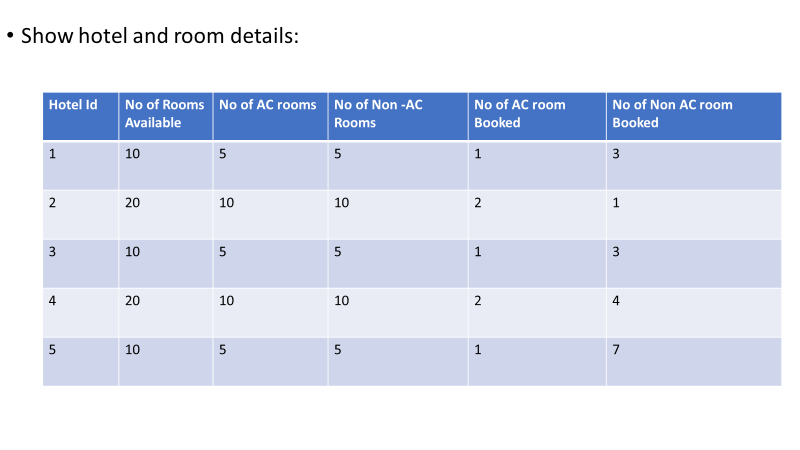 • Show hotel and room details:
Hotel Id No of Rooms Available No of AC rooms No of Non -AC Rooms No of AC room Booked No of Non AC room Booked
1 10 5 5 1 3
2 20 10 10 2 1
3 10 5 5 1 3
4 20 10 10 2 4
5 10 5 5 1 7